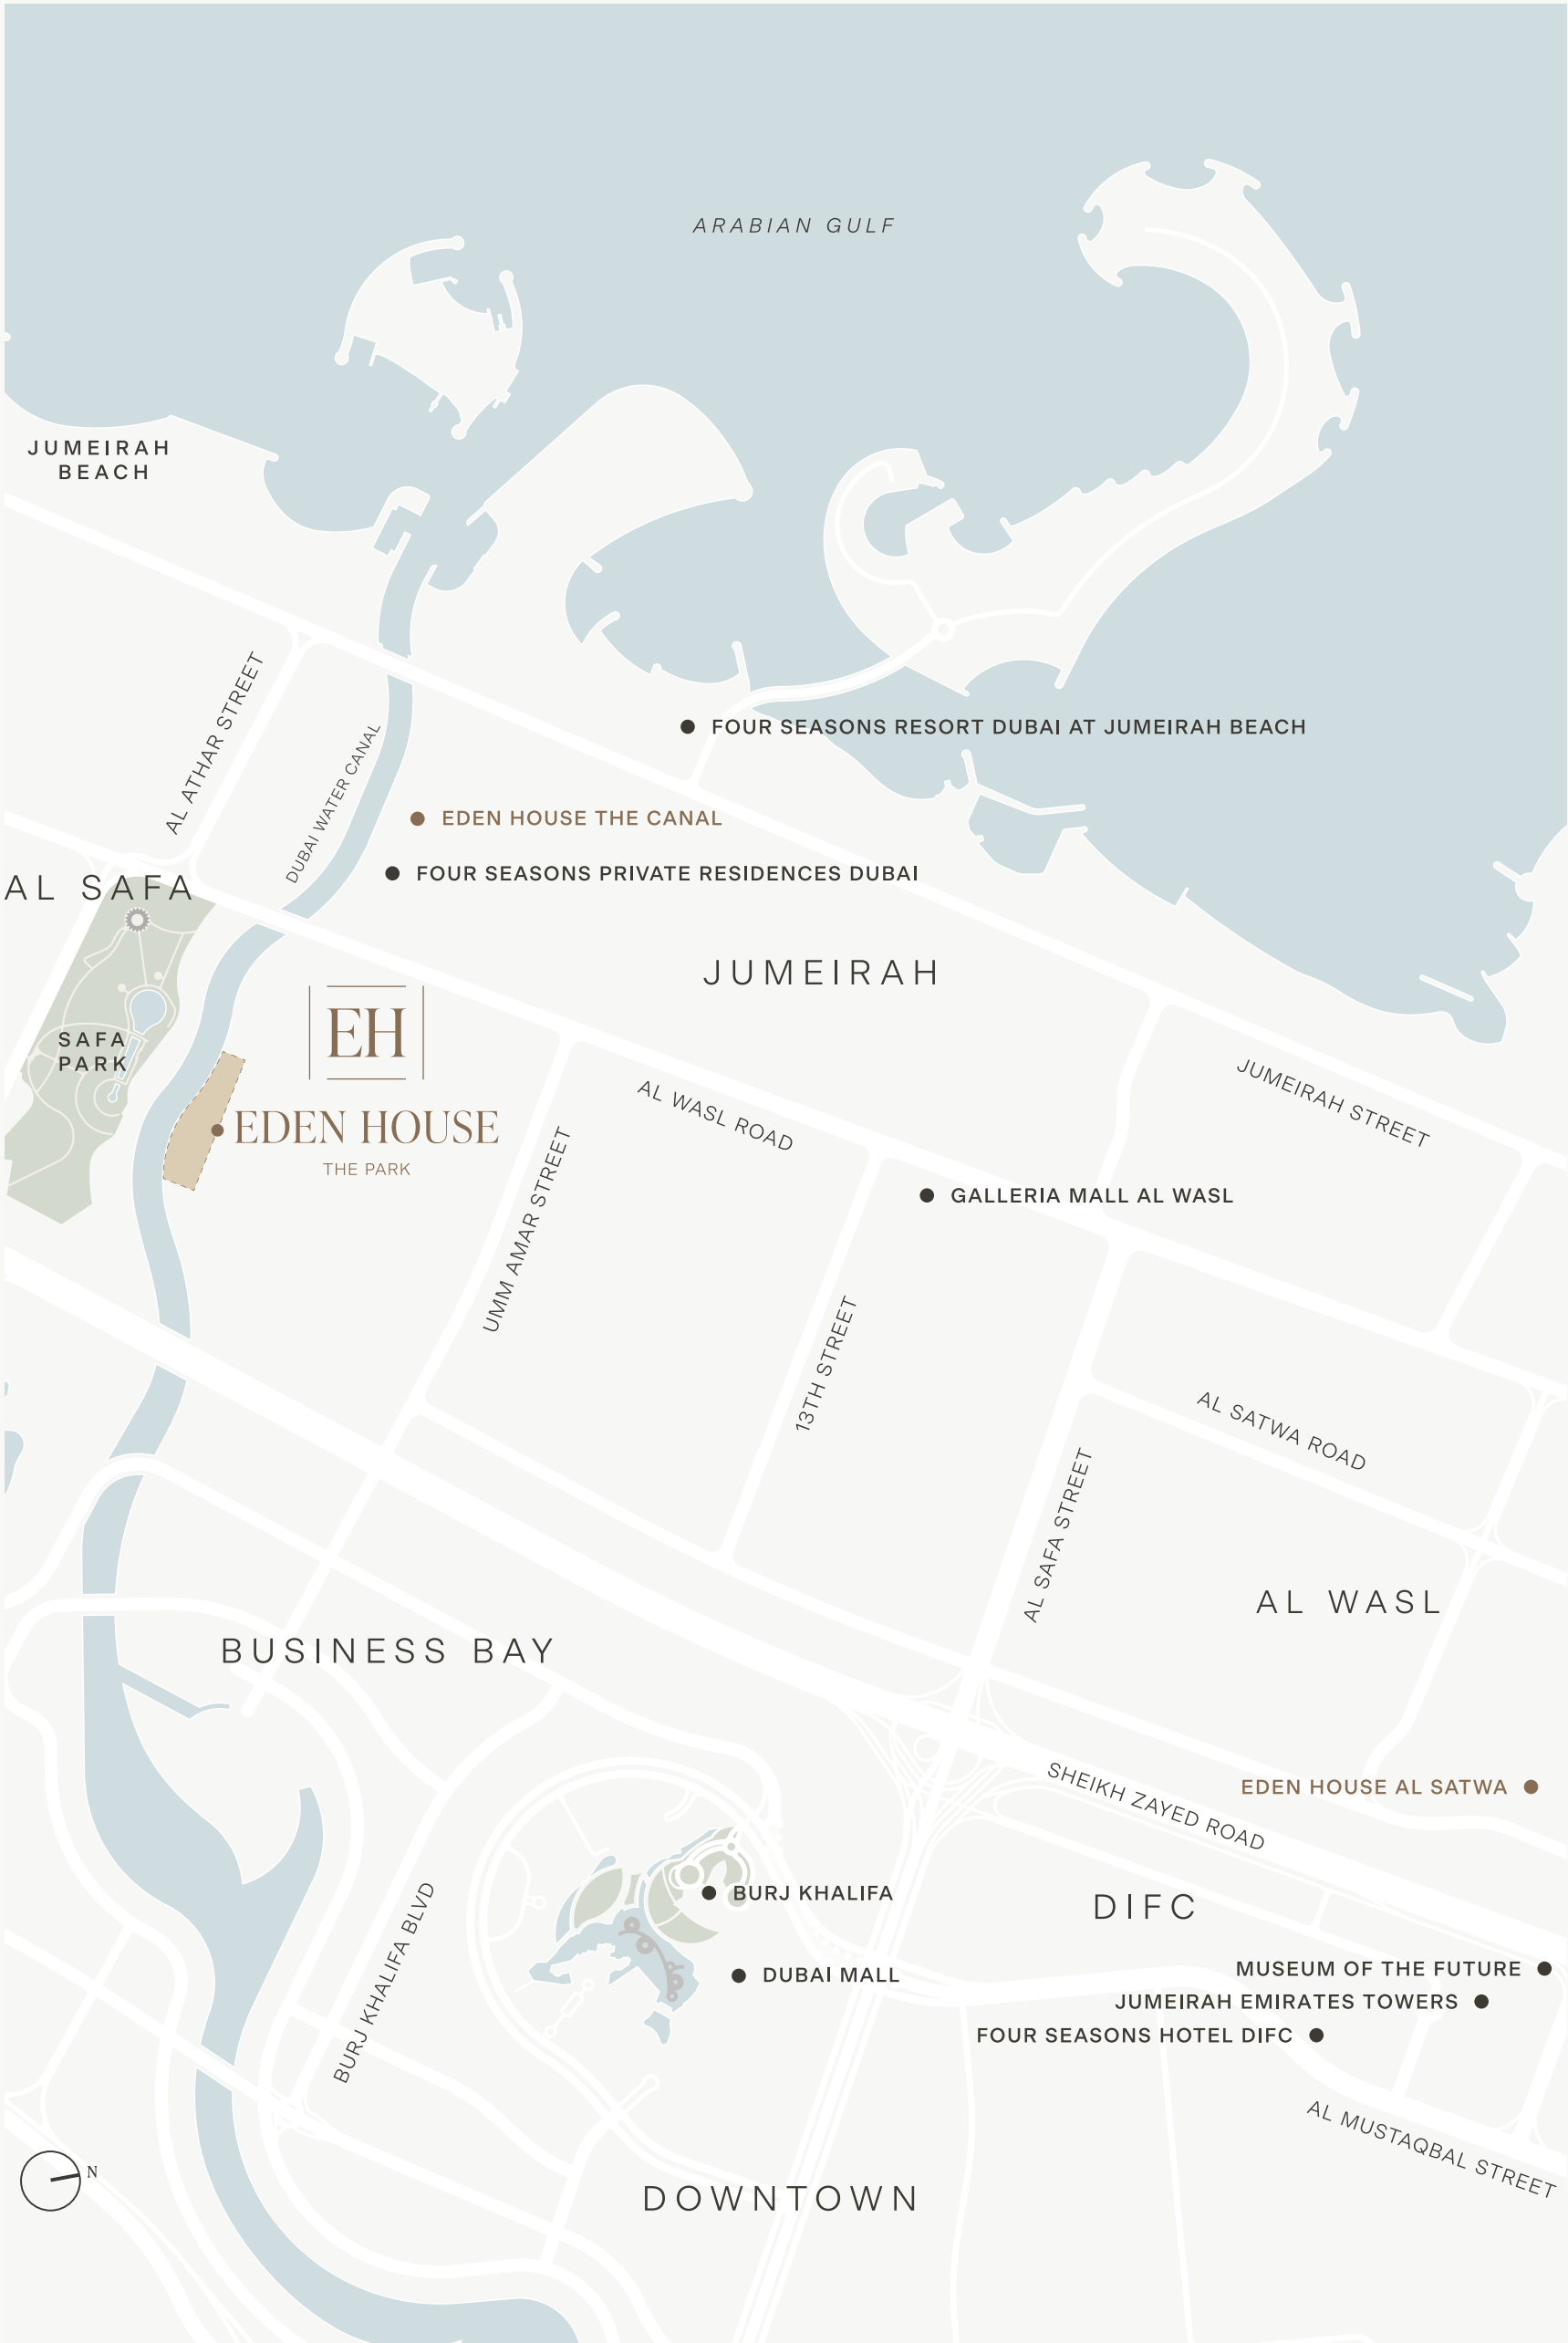 ARABIAN GULF
JUMEIRAH
BEACH
AL ATHAR STREET
DUBAI WATER CANAL
FOUR SEASONS RESORT DUBAI AT JUMEIRAH BEACH
EDEN HOUSE THE CANAL
FOUR SEASONS PRIVATE RESIDENCES DUBAI
AL SAFA
JUMEIRAH
SAFA
PARK
EH
EDEN HOUSE
THE PARK
AL WASL ROAD
JUMEIRAH STREET
UMM AMAR STREET
GALLERIA MALL AL WASL
13TH STREET
AL SATWA ROAD
AL SAFA STREET
AL WASL
BUSINESS BAY
SHEIKH ZAYED ROAD
EDEN HOUSE AL SATWA
BURJ KHALIFA
DIFC
BURJ KHALIFA BLVD
DUBAI MALL
MUSEUM OF THE FUTURE
JUMEIRAH EMIRATES TOWERS
FOUR SEASONS HOTEL DIFC
AL MUSTAQBAL STREET
N
DOWNTOWN